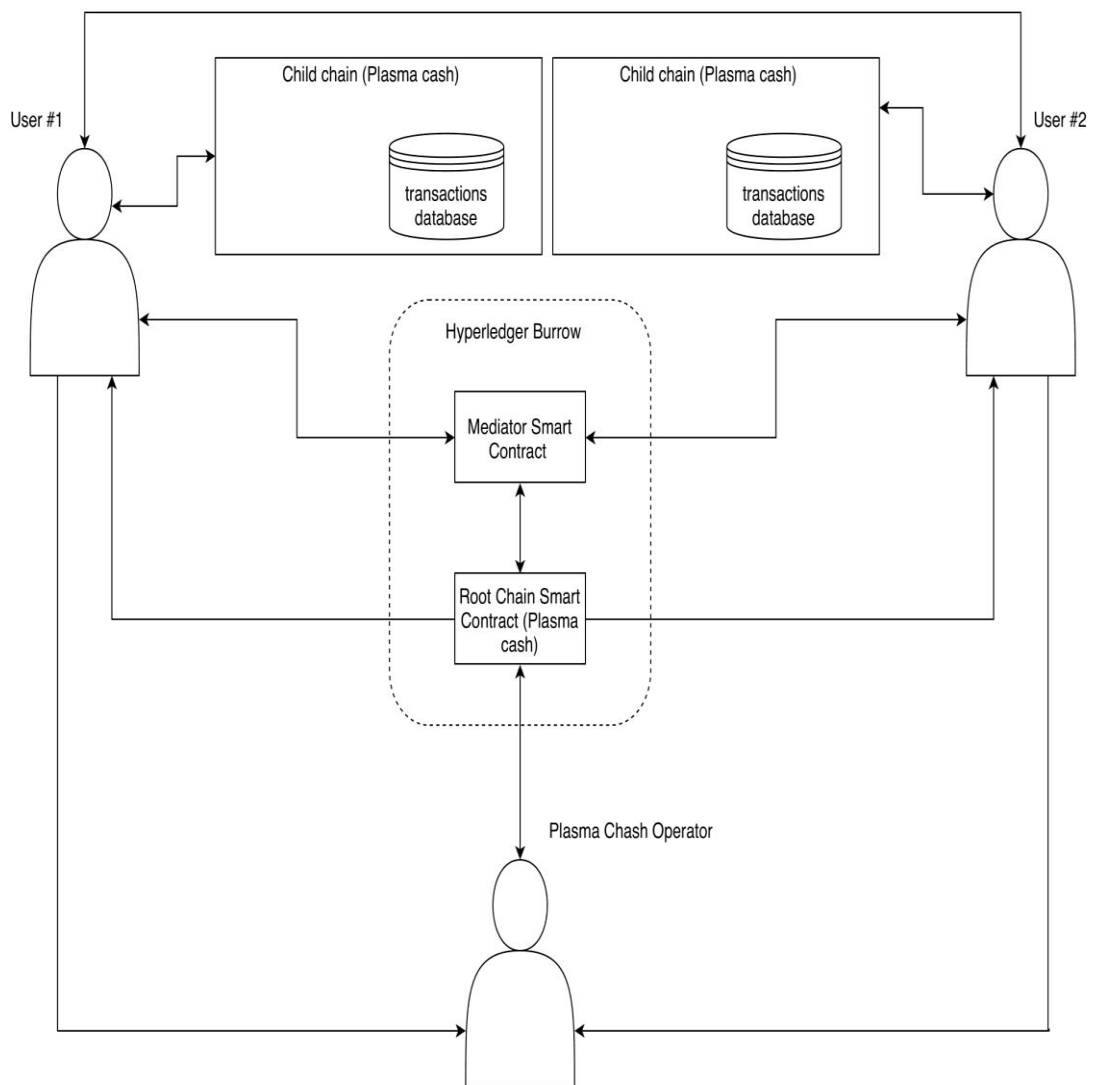 Child chain (Plasma cash)
Child chain (Plasma cash)
User #1
User #2
transactions
database
transactions
database
Hyperledger Burrow
Mediator Smart
Contract
Root Chain Smart
Contract (Plasma
cash)
Plasma Chash Operator